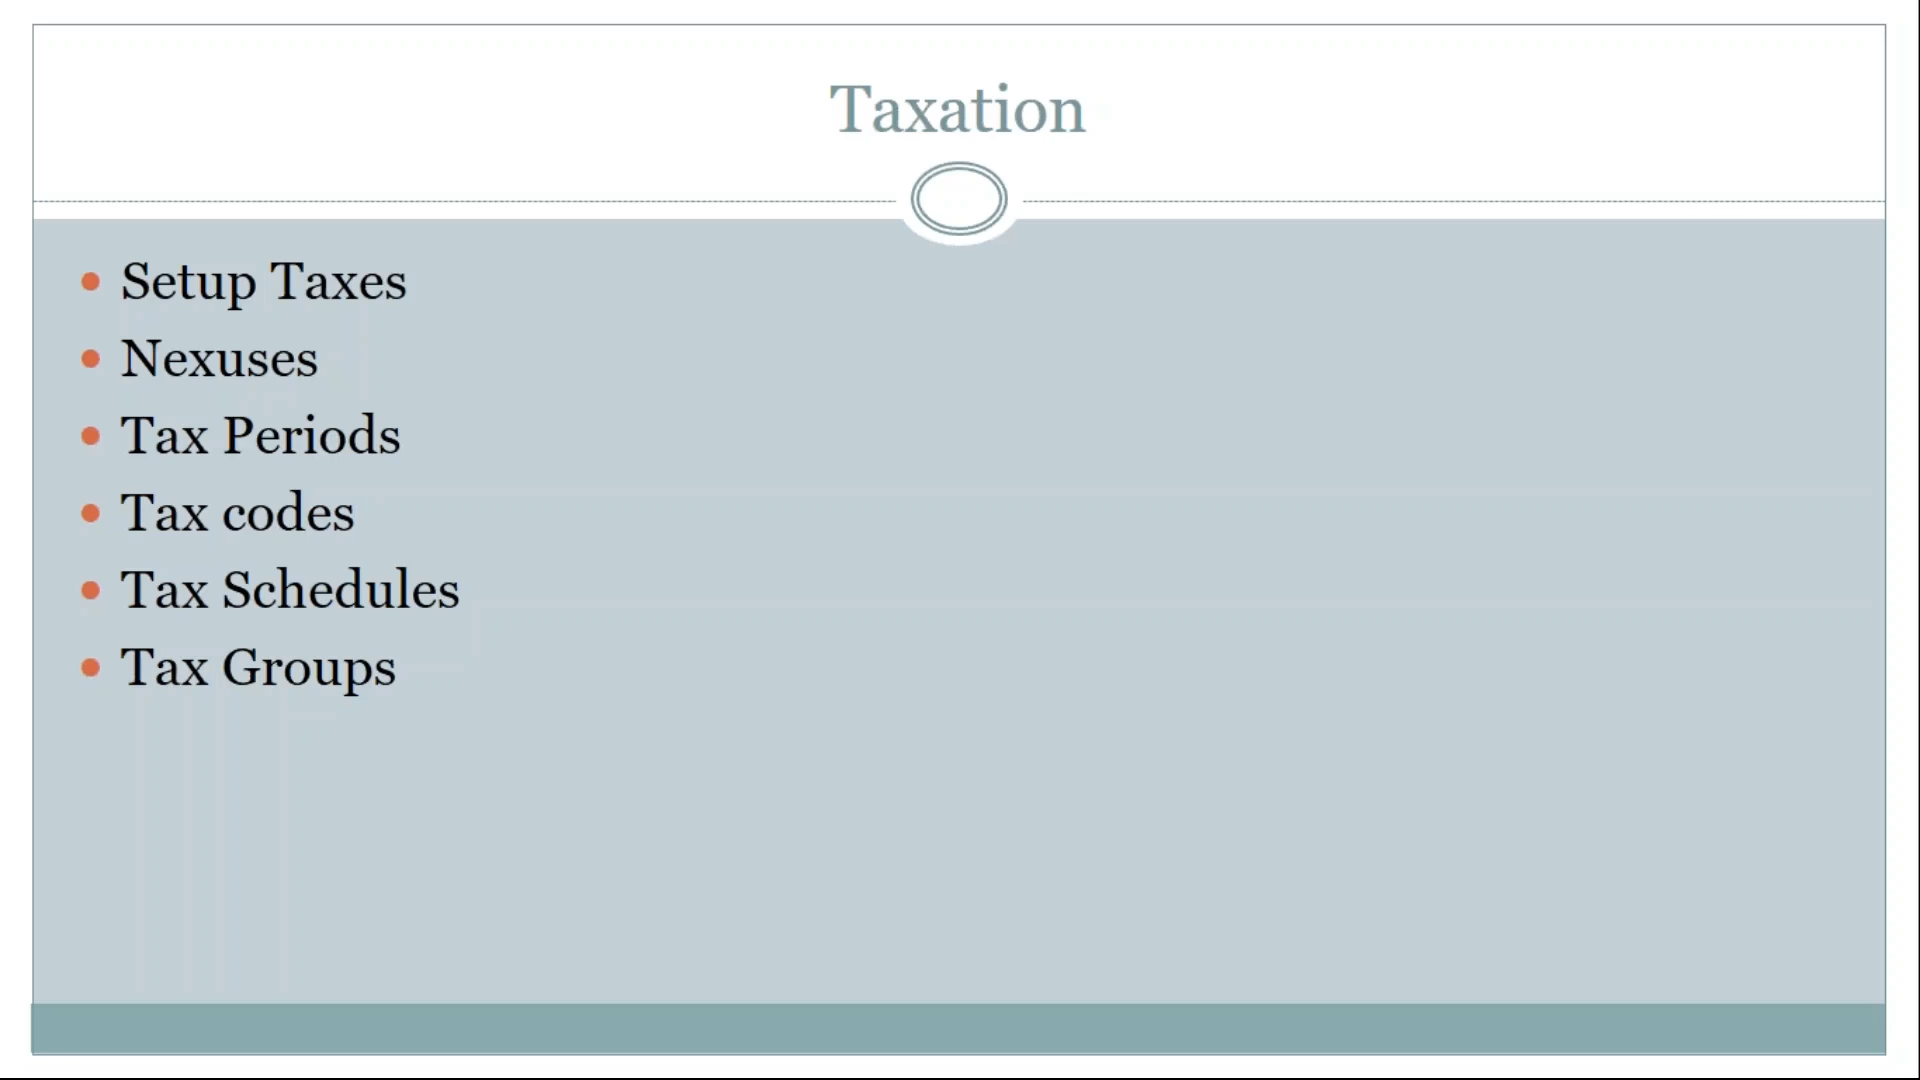 Taxation
Setup Taxes
Nexuses
Tax Periods
Tax codes
Tax Schedules
Tax Groups